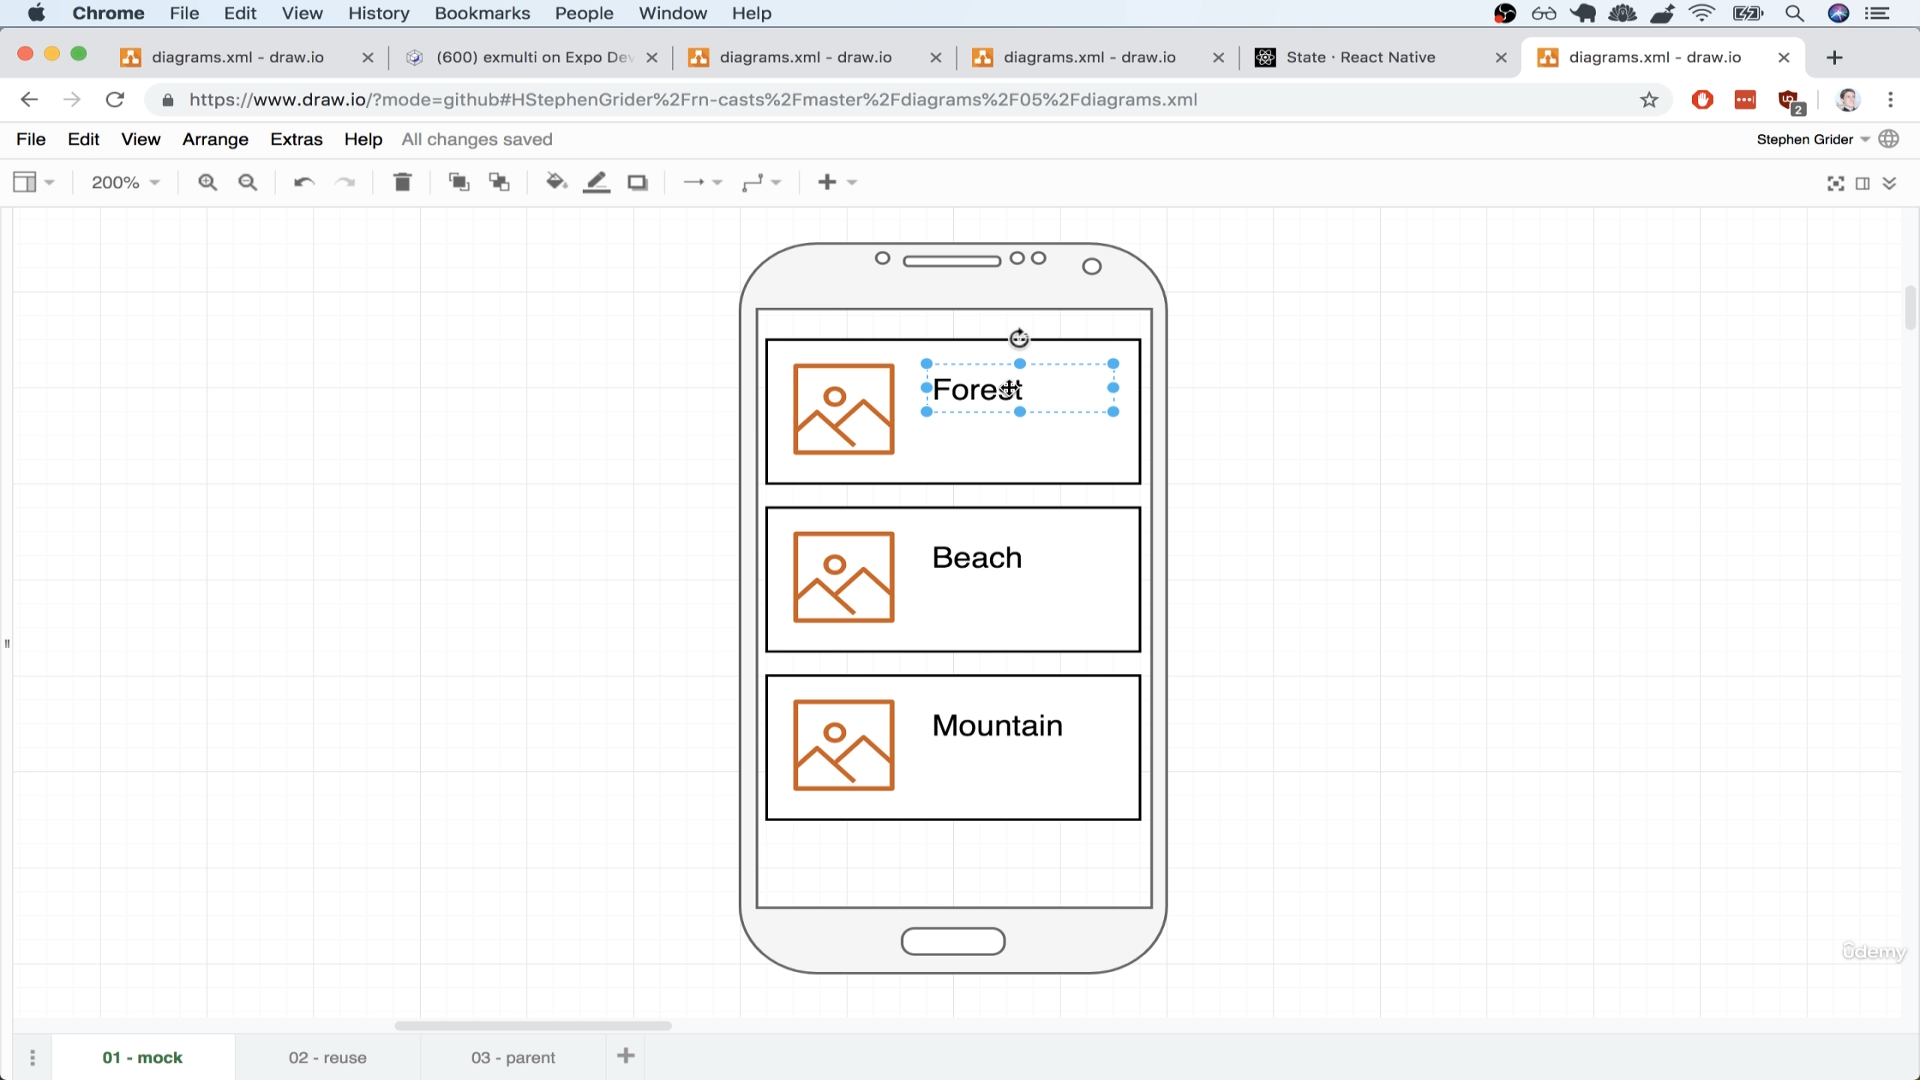 Chrome File Edit View History Bookmarks People Window Help
diagrams.xml - draw.io
(600) exmulti on Expo Dev
diagrams.xml - draw.io
diagrams.xml - draw.io
State · React Native
diagrams.xml - draw.io
https://www.draw.io/?mode=github#HStephenGrider%2Frn-casts%2Fmaster%2Fdiagrams%2F05%2Fdiagrams.xml
2
File Edit View Arrange Extras Help All changes saved
Stephen Grider
200%
Forest
Beach
Mountain
ûdemy
01 - mock
02 - reuse
03 - parent